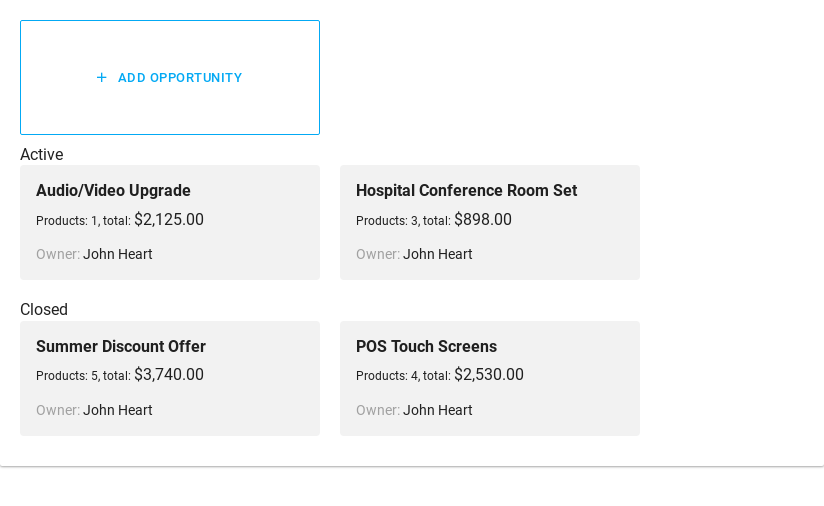 + ADD OPPORTUNITY
Active
Audio/Video Upgrade
Products: 1, total: $2,125.00
Owner: John Heart
Hospital Conference Room Set
Products: 3, total: $898.00
Owner: John Heart
Closed
Summer Discount Offer
Products: 5, total: $3,740.00
Owner: John Heart
POS Touch Screens
Products: 4, total: $2,530.00
Owner: John Heart